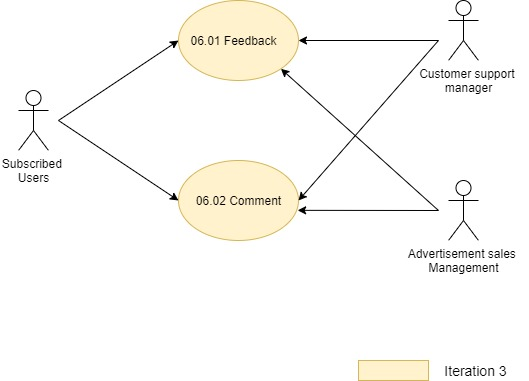 06.01 Feedback
Customer support
manager
Subscribed
Users
06.02 Comment
Advertisement sales
Management
Iteration 3